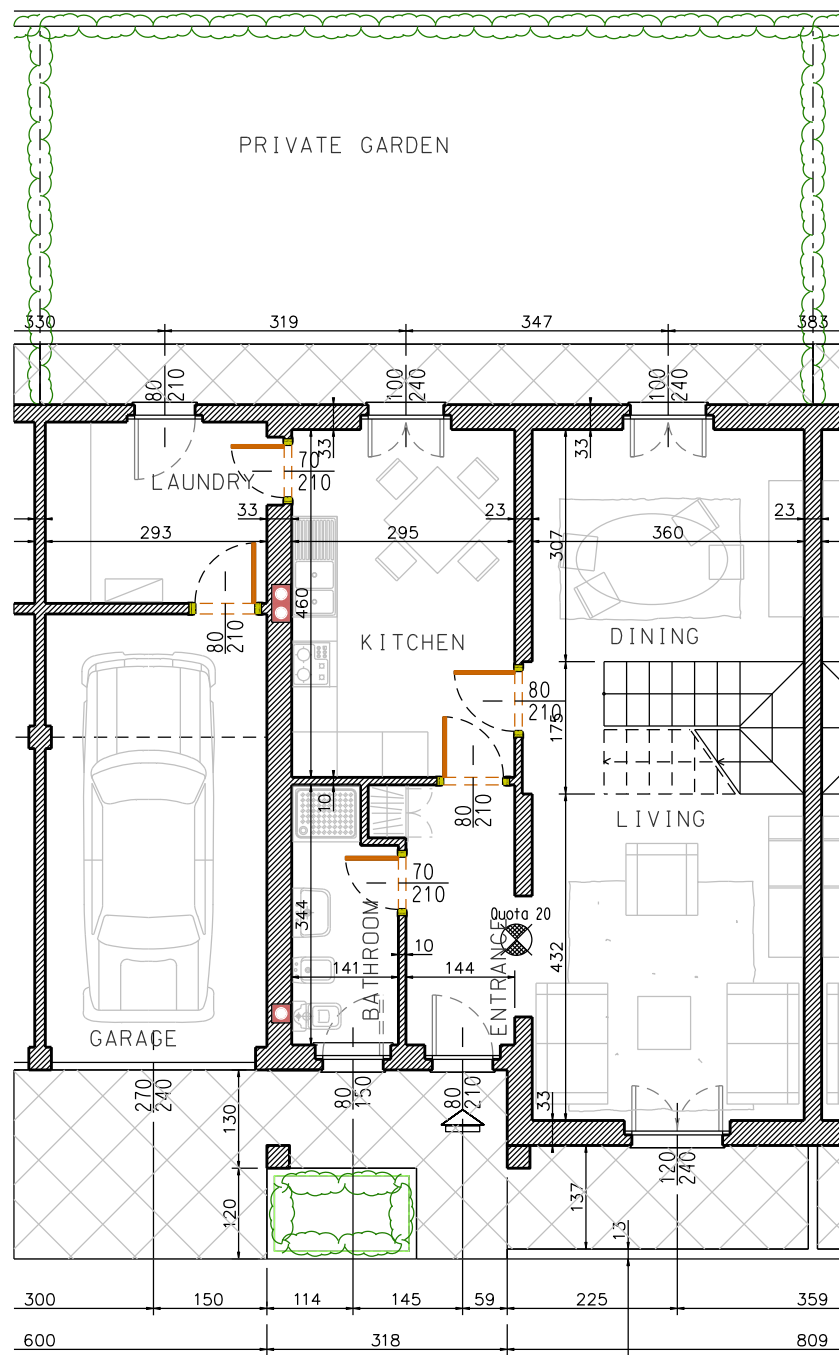 PRIVATE GARDEN
330 319 347 383
80 210
100 240
100 240
33
33
70 210
LAUNDRY
293 33 295 23 360 23
307
460
80 210
KITCHEN
DINING
80 210
175
10
80 210
LIVING
70 210
344
BATHROOM
Quota 20
ENTRANCE
10
432
141 144
GARAGE
270 240
80 150
80 210
33
130
120 240
120
137
13
300 150 114 145 59 225 359
600 318 809